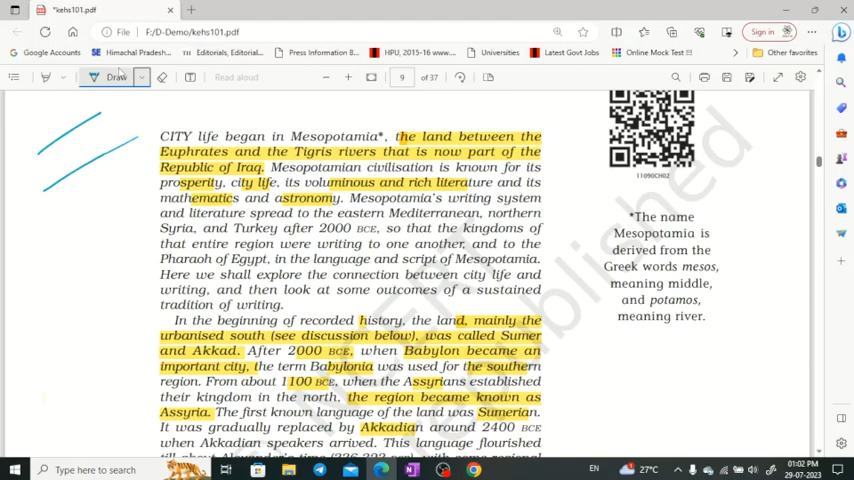 *kehs101.pdf
File
F:/D-Demo/kehs101.pdf
Sign in
Google Accounts
SE Himachal Pradesh...
TH Editorials, Editorial...
Press Information B...
HPU, 2015-16 www....
Universities
Latest Govt Jobs
Online Mock Test !!!
Other favorites
Draw
Read aloud
9 of 37
CITY life began in Mesopotamia*, the land between the
Euphrates and the Tigris rivers that is now part of the
Republic of Iraq. Mesopotamian civilisation is known for its
prosperity, city life, its voluminous and rich literature and its
mathematics and astronomy. Mesopotamia's writing system
and literature spread to the eastern Mediterranean, northern
Syria, and Turkey after 2000 BCE, so that the kingdoms of
that entire region were writing to one another, and to the
Pharaoh of Egypt, in the language and script of Mesopotamia.
Here we shall explore the connection between city life and
writing, and then look at some outcomes of a sustained
tradition of writing.
In the beginning of recorded history, the land, mainly the
urbanised south (see discussion below), was called Sumer
and Akkad. After 2000 BCE, when Babylon became an
important city, the term Babylonia was used for the southern
region. From about 1100 BCE, when the Assyrians established
their kingdom in the north, the region became known as
Assyria. The first known language of the land was Sumerian.
It was gradually replaced by Akkadian around 2400 BCE
when Akkadian speakers arrived. This language flourished
till about Alexander's time (336-323 BCE), with some regional
11090CH02
*The name
Mesopotamia is
derived from the
Greek words mesos,
meaning middle,
and potamos,
meaning river.
Type here to search
EN
27°C
01:02 PM
29-07-2023